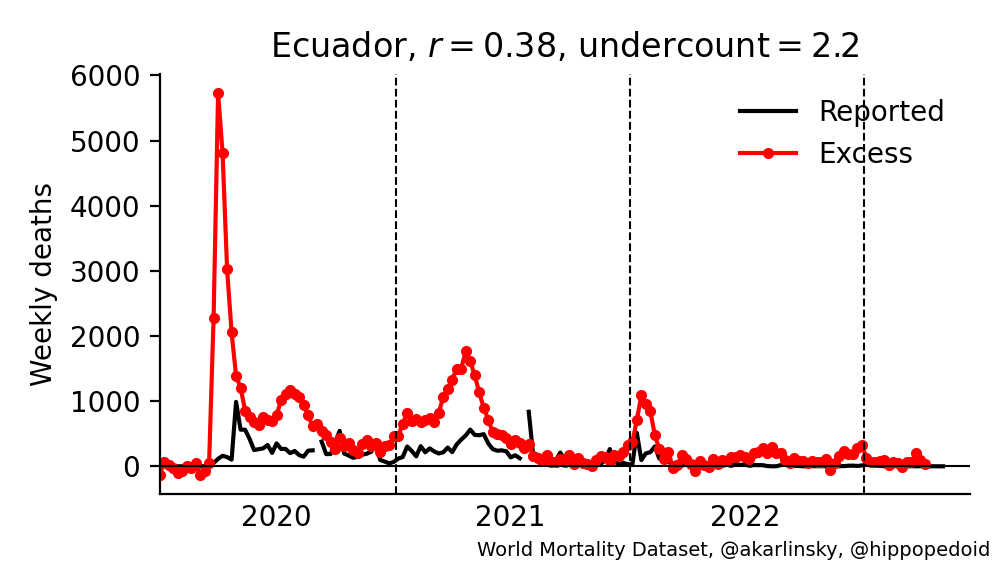 Ecuador, r = 0.38, undercount = 2.2
6000
5000
4000
3000
2000
1000
0
Weekly deaths
Reported
Excess
2020 2021 2022
World Mortality Dataset, @akarlinsky, @hippopedoid